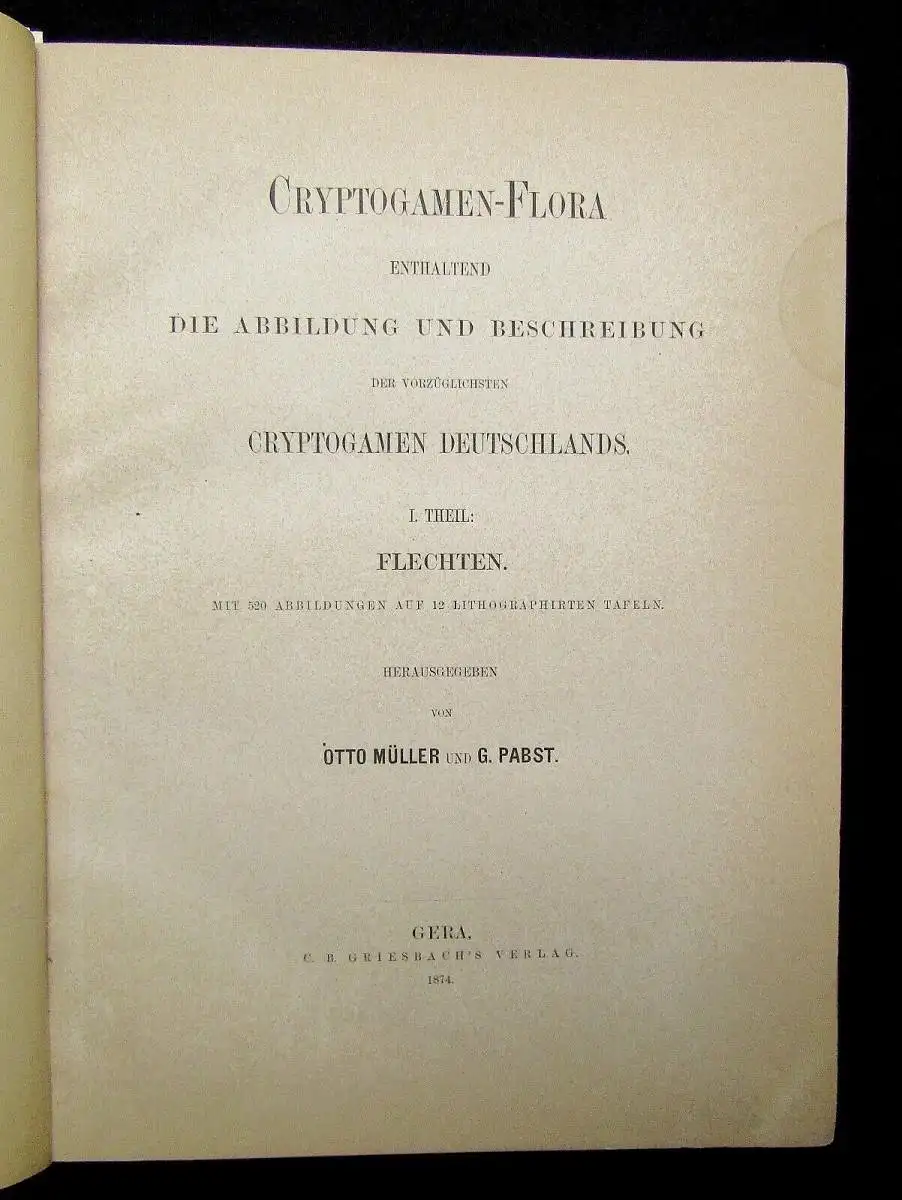 CRYPTOGAMEN-FLORA
ENTHALTEND
DIE ABBILDUNG UND BESCHREIBUNG
DER VORZÜGLICHSTEN
CRYPTOGAMEN DEUTSCHLANDS.
I. THEIL:
FLECHTEN.
MIT 520 ABBILDUNGEN AUF 12 LITHOGRAPHIRTEN TAFELN.
HERAUSGEGEBEN
VON
OTTO MÜLLER UND G. PABST.
GERA,
C. B. GRIESBACH'S VERLAG.
1874.